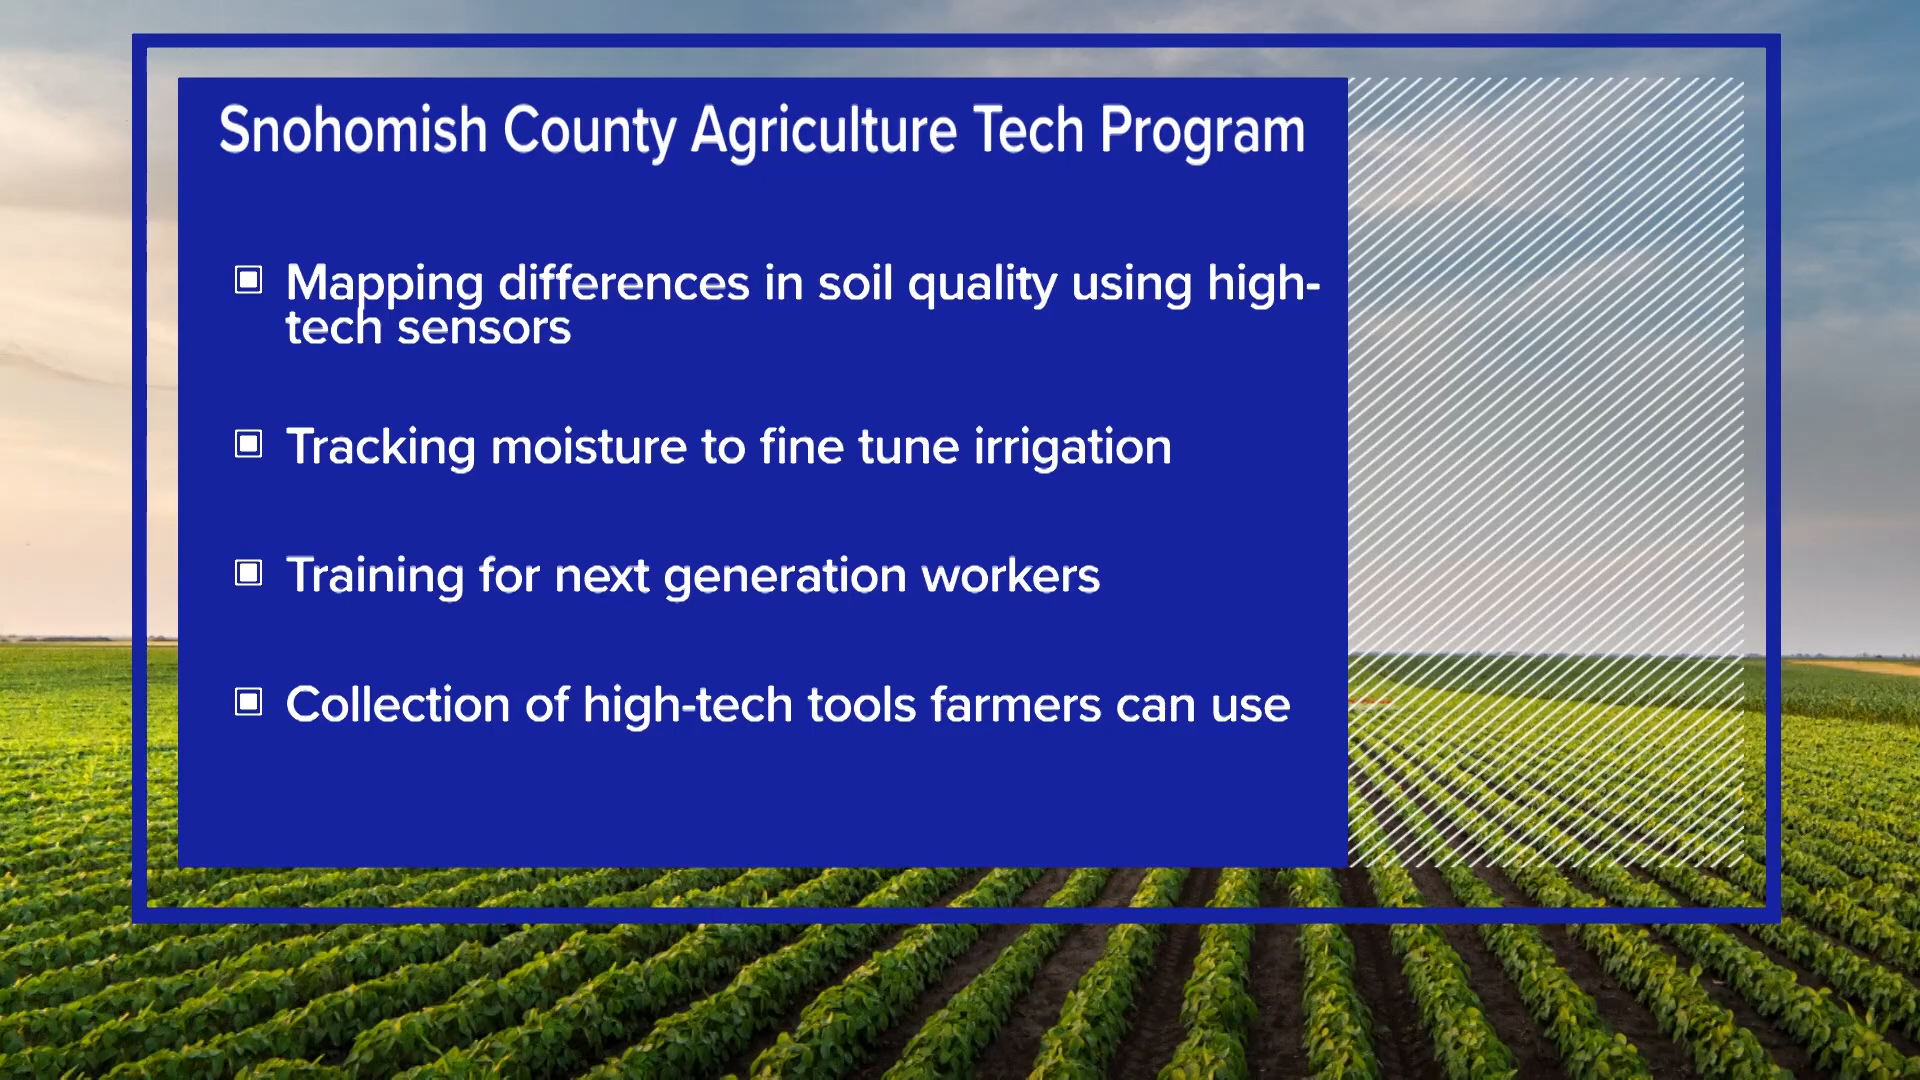 Snohomish County Agriculture Tech Program
Mapping differences in soil quality using high-
tech sensors
Tracking moisture to fine tune irrigation
Training for next generation workers
Collection of high-tech tools farmers can use